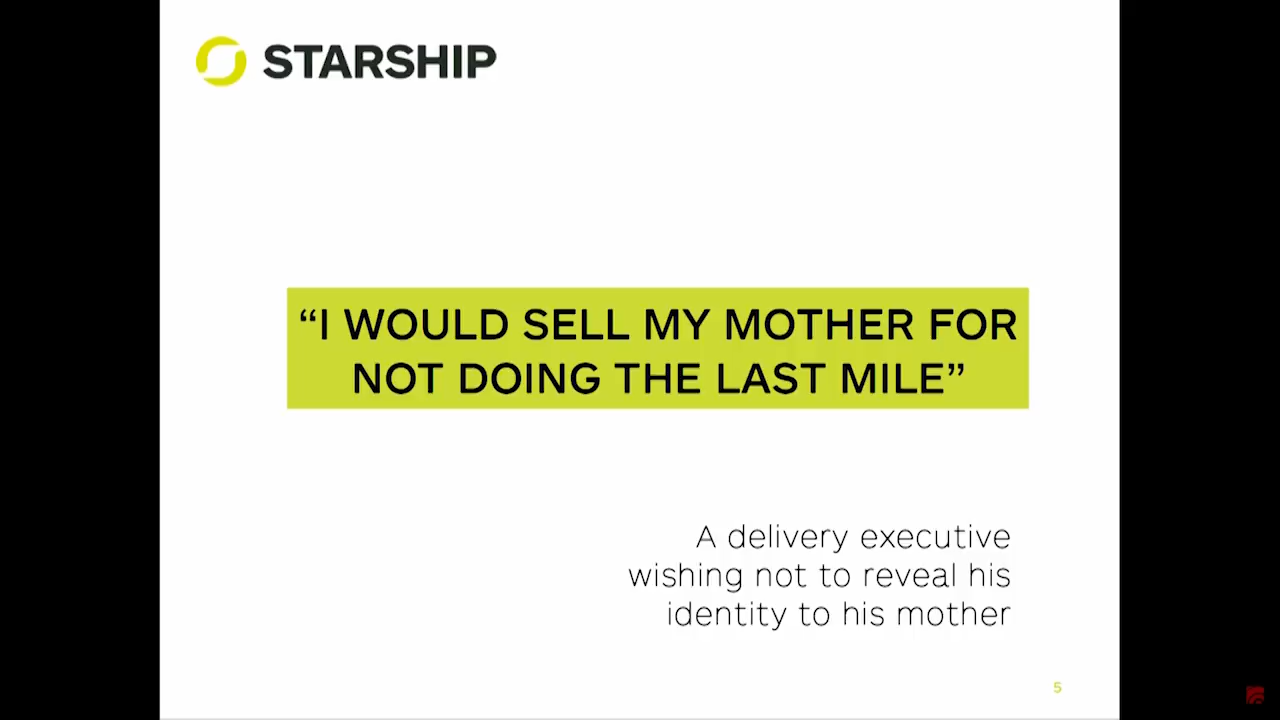 STARSHIP
“I WOULD SELL MY MOTHER FOR
NOT DOING THE LAST MILE”
A delivery executive
wishing not to reveal his
identity to his mother
5